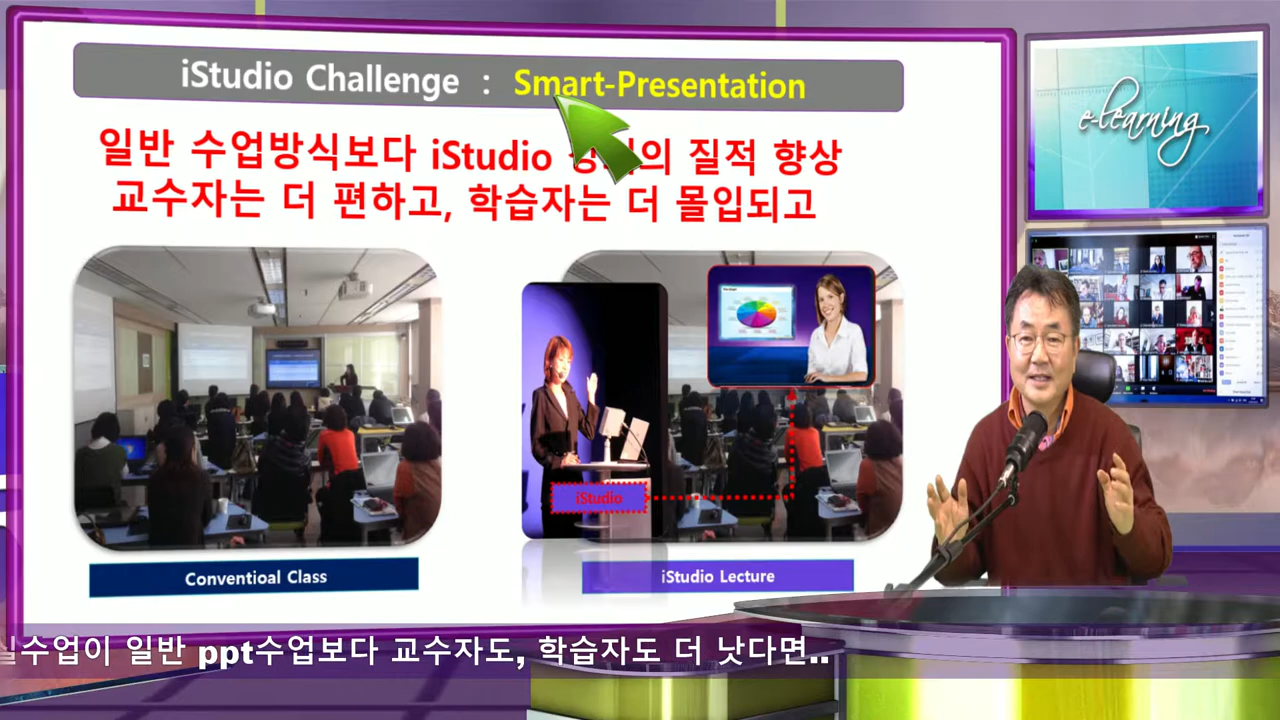 iStudio Challenge : Smart-Presentation
일반 수업방식보다 iStudio 의 질적 향상
교수자는 더 편하고, 학습자는 더 몰입되고
e-learning
iStudio
Conventioal Class
iStudio Lecture
수업이 일반 ppt수업보다 교수자도, 학습자도 더 낫다면..